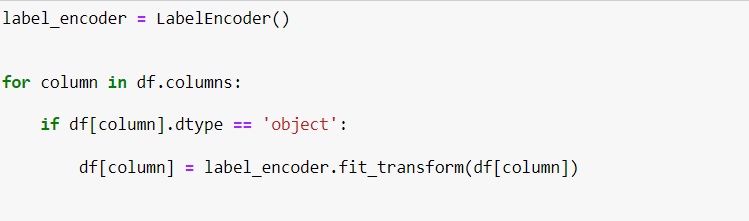 label_encoder = LabelEncoder()
for column in df.columns:
    if df[column].dtype == 'object':
        df[column] = label_encoder.fit_transform(df[column])